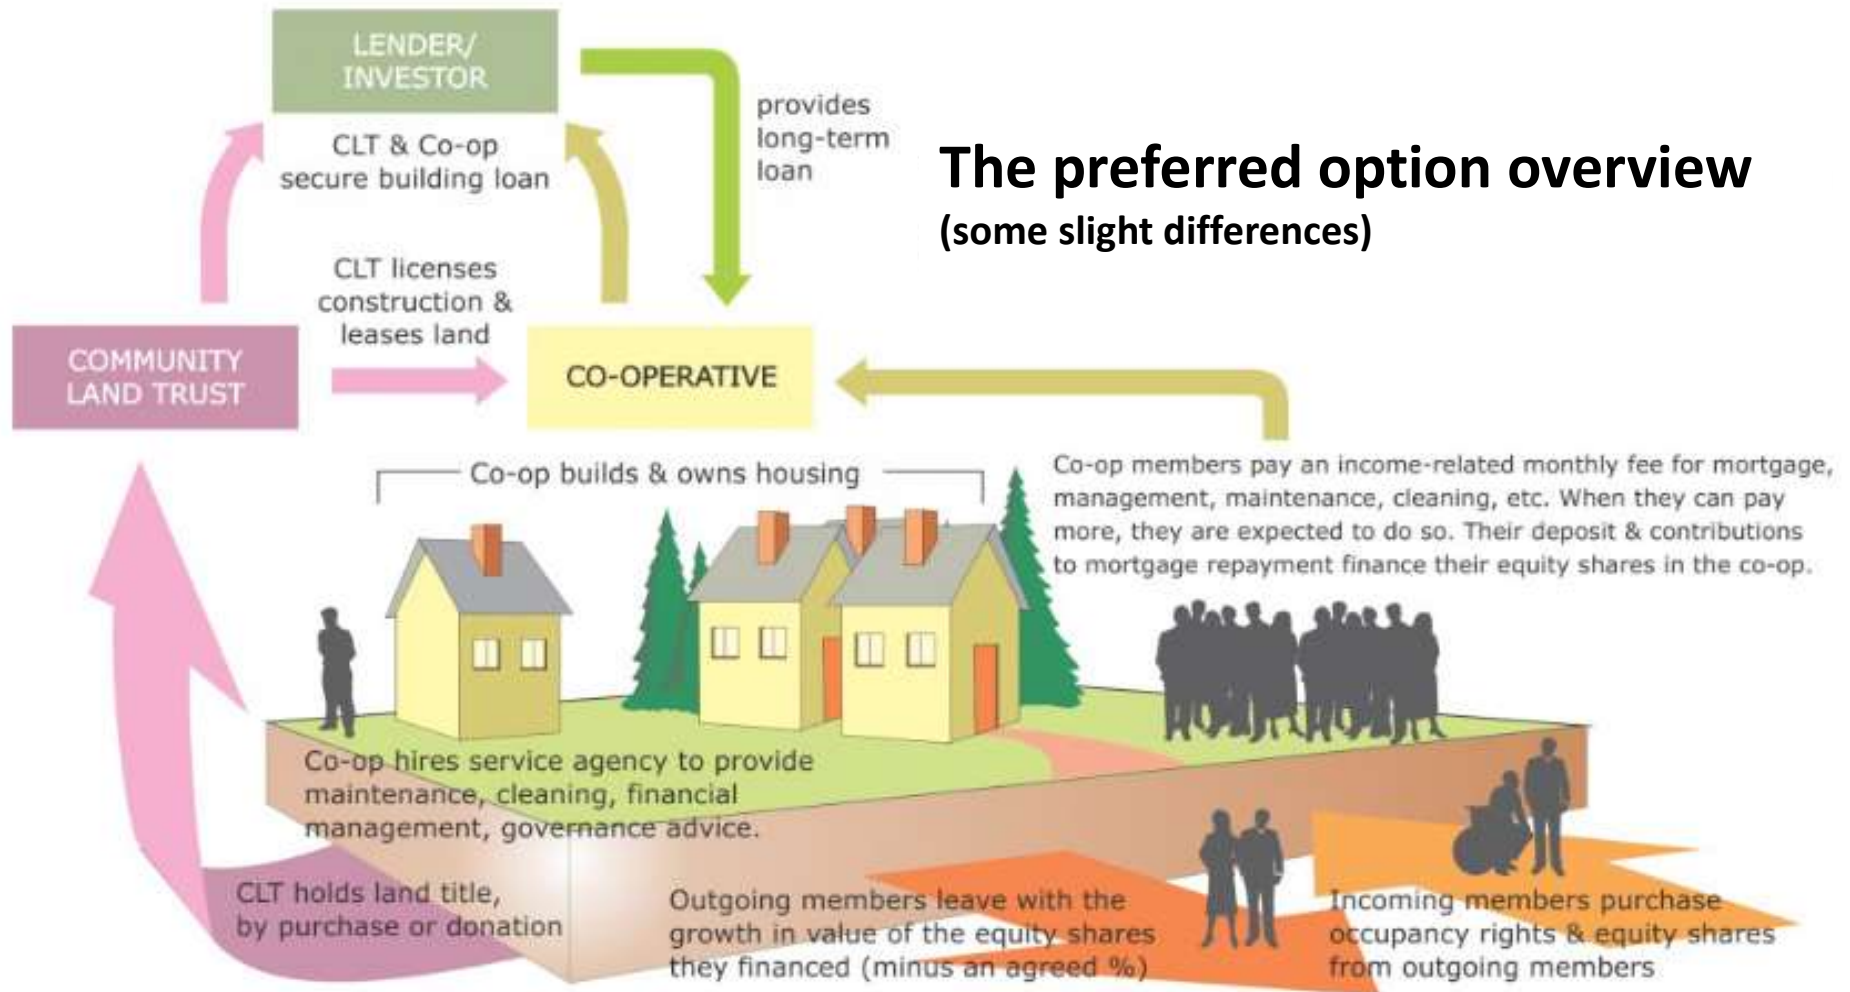 LENDER/
INVESTOR
CLT & Co-op
secure building loan
provides
long-term
loan
The preferred option overview
(some slight differences)
CLT licenses
construction &
leases land
COMMUNITY
LAND TRUST
CO-OPERATIVE
Co-op builds & owns housing
Co-op members pay an income-related monthly fee for mortgage,
management, maintenance, cleaning, etc. When they can pay
more, they are expected to do so. Their deposit & contributions
to mortgage repayment finance their equity shares in the co-op.
Co-op hires service agency to provide
maintenance, cleaning, financial
management, governance advice.
CLT holds land title,
by purchase or donation
Outgoing members leave with the
growth in value of the equity shares
they financed (minus an agreed %)
Incoming members purchase
occupancy rights & equity shares
from outgoing members